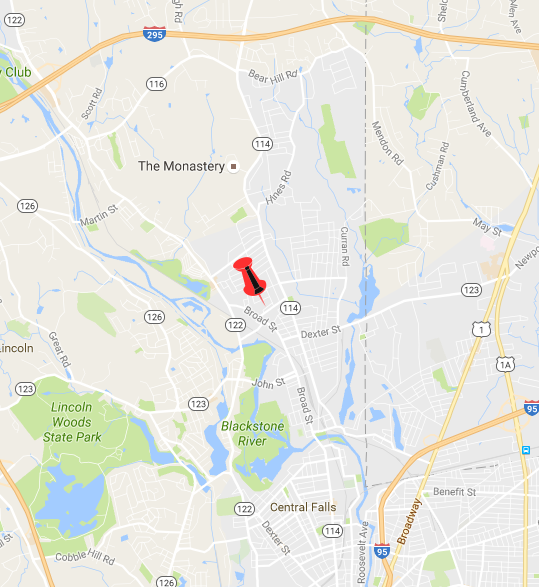 122
gh Rd
Sheld
Allen Ave
295
y Club
116
Scott Rd
Bear Hill Rd
Cumberland Ave
114
Mendon Rd
Cushman Rd
The Monastery
Hines Rd
126
Martin St
May St
Curran Rd
Newpo
123
114
Broad St
122
126
Dexter St
1
Lincoln
Great Rd
1A
123
John St
123
Broad St
95
Lincoln
Woods
State Park
Blackstone
River
Benefit St
122
Central Falls
Broadway
114
Dexter St
Roosevelt Ave
95
Cobble Hill Rd